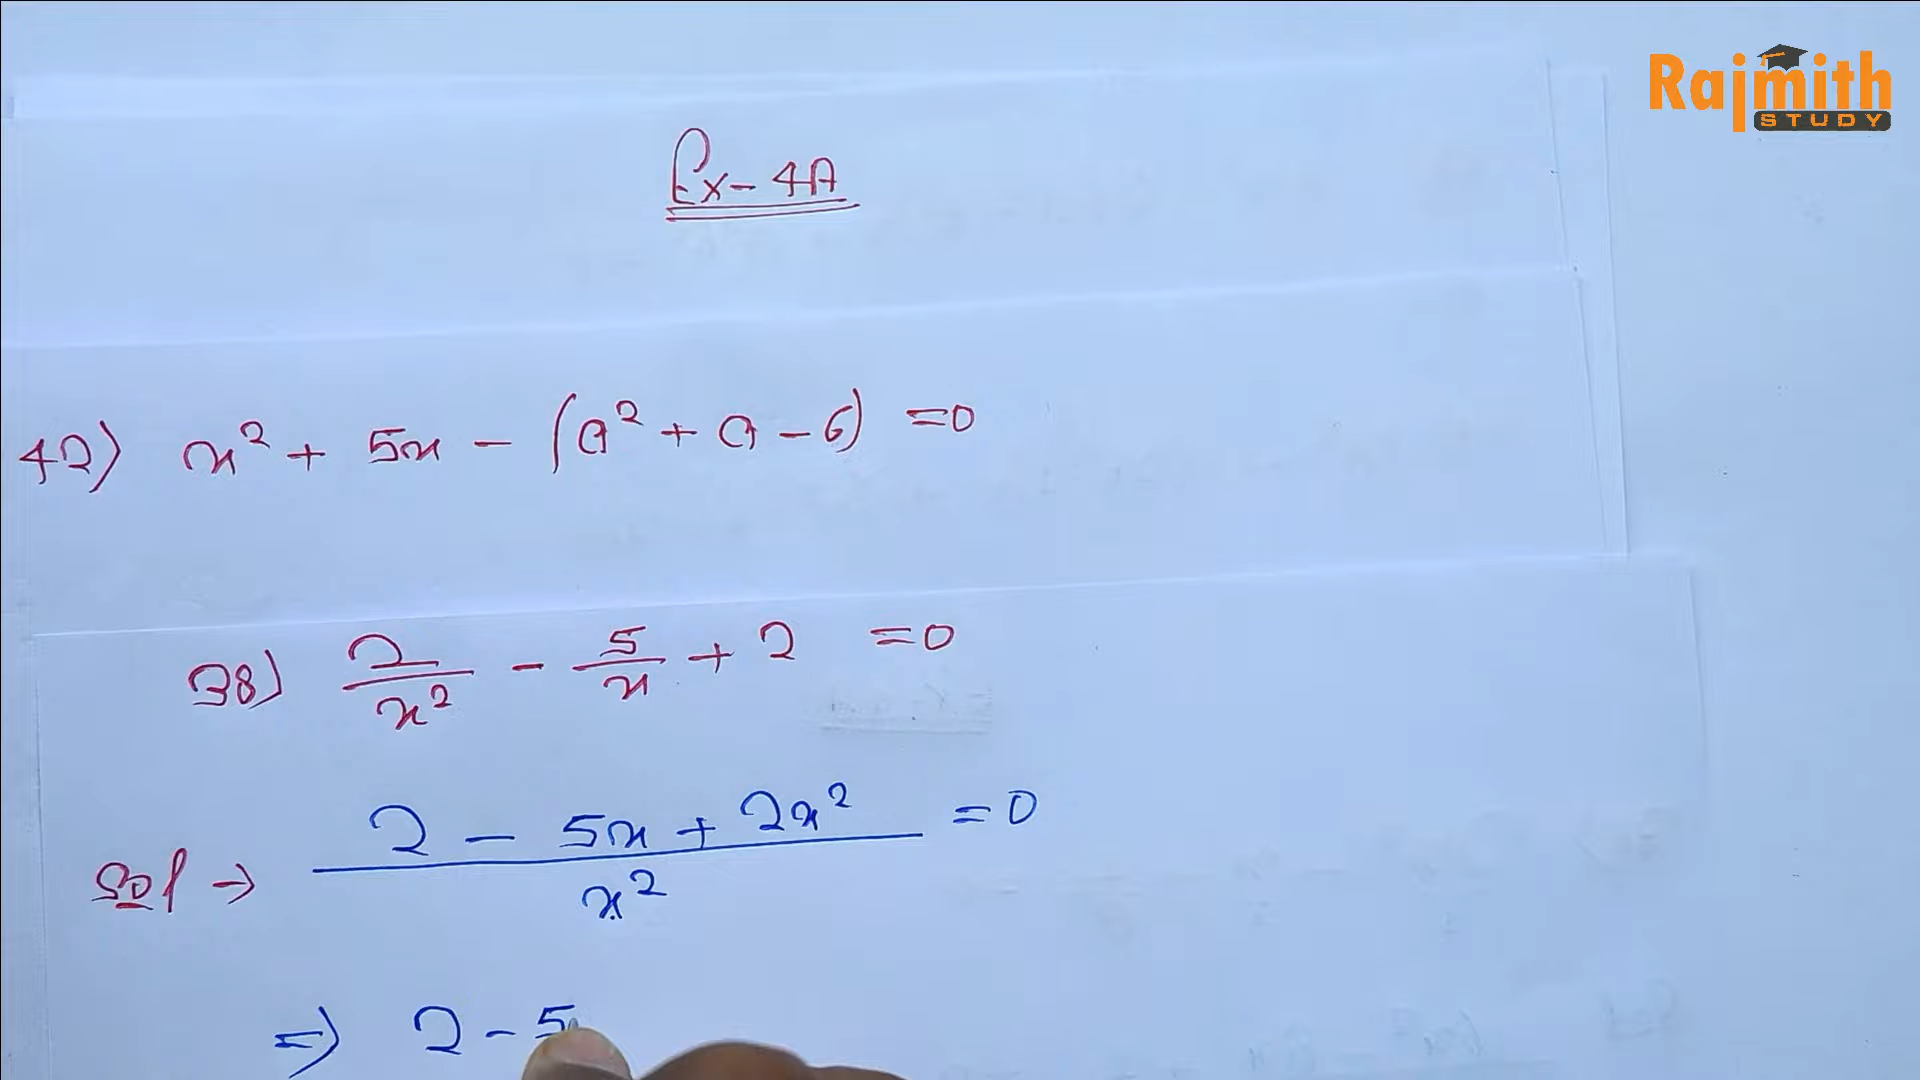 Rajmith
STUDY
Ex-4A
42) x² + 5x - (a² + a - 6) = 0
38) 2/x² - 5/x + 2 = 0
Sol → (2 - 5x + 2x²)/x² = 0
⇒ 2 - 5